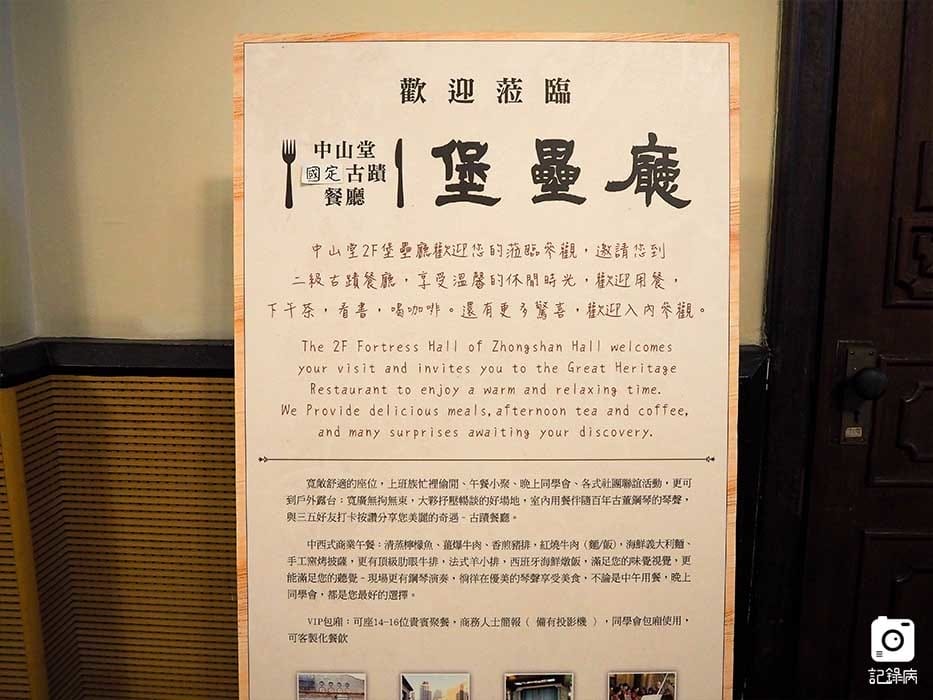 歡迎蒞臨
中山堂
國定古蹟
餐廳
堡壘廳
中山堂2F堡壘廳歡迎您的蒞臨參觀，邀請您到
二級古蹟餐廳，享受溫馨的休閒時光，歡迎用餐，
下午茶，看書，喝咖啡。還有更多驚喜，歡迎入內參觀。
The 2F Fortress Hall of Zhongshan Hall welcomes
your visit and invites you to the Great Heritage
Restaurant to enjoy a warm and relaxing time.
We Provide delicious meals, afternoon tea and coffee,
and many surprises awaiting your discovery.
寬敞舒適的座位，上班族忙裡偷閒、午餐小聚、晚上同學會、各式社團聯誼活動，更可
到戶外露台：寬廣無拘無束，大夥抒壓暢談的好場地，室內用餐伴隨百年古董鋼琴的琴聲，
與三五好友打卡按讚分享您美麗的奇遇－古蹟餐廳。
中西式商業午餐：清蒸檸檬魚、薑爆牛肉、香煎豬排，紅燒牛肉（麵/飯），海鮮義大利麵、
手工窯烤披薩，更有頂級肋眼牛排，法式羊小排，西班牙海鮮燉飯，滿足您的味覺視覺，更
能滿足您的聽覺－現場更有鋼琴演奏，徜徉在優美的琴聲享受美食，不論是中午用餐，晚上
同學會，都是您最好的選擇。
VIP包廂：可座14-16位貴賓聚餐，商務人士簡報（ 備有投影機 ），同學會包廂使用，
可客製化餐飲
記錄病